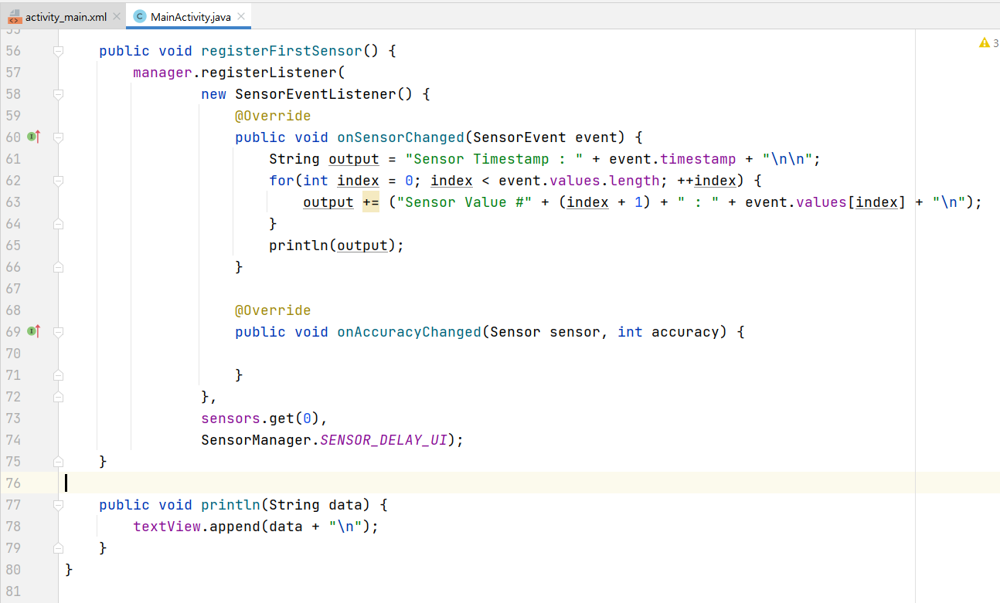 activity_main.xml MainActivity.java
55
3
56 public void registerFirstSensor() {
57 manager.registerListener(
58 new SensorEventListener() {
59 @Override
60 public void onSensorChanged(SensorEvent event) {
61 String output = "Sensor Timestamp : " + event.timestamp + "\n\n";
62 for(int index = 0; index < event.values.length; ++index) {
63 output += ("Sensor Value #" + (index + 1) + " : " + event.values[index] + "\n");
64 }
65 println(output);
66 }
67
68 @Override
69 public void onAccuracyChanged(Sensor sensor, int accuracy) {
70
71 }
72 },
73 sensors.get(0),
74 SensorManager.SENSOR_DELAY_UI);
75 }
76
77 public void println(String data) {
78 textView.append(data + "\n");
79 }
80 }
81